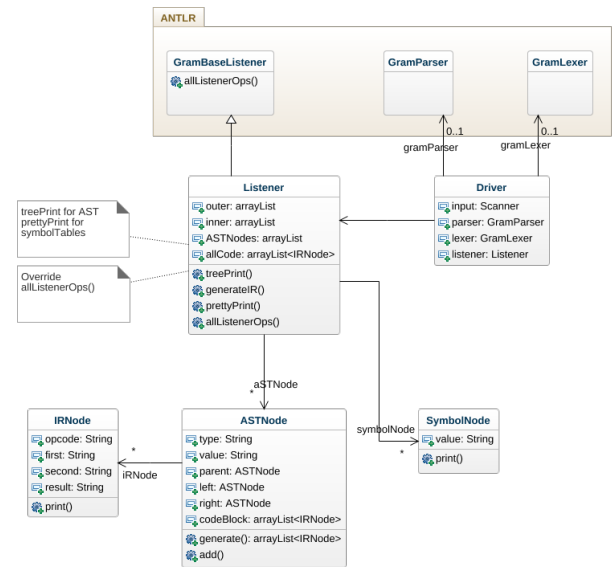 ANTLR
GramBaseListener
allListenerOps()
GramParser
GramLexer
0..1
gramParser
0..1
gramLexer
treePrint for AST
prettyPrint for
symbolTables
Override
allListenerOps()
Listener
outer: arrayList
inner: arrayList
ASTNodes: arrayList
allCode: arrayList<IRNode>
treePrint()
generateIR()
prettyPrint()
allListenerOps()
Driver
input: Scanner
parser: GramParser
lexer: GramLexer
listener: Listener
aSTNode
*
symbolNode
*
IRNode
opcode: String
first: String
second: String
result: String
print()
*
iRNode
ASTNode
type: String
value: String
parent: ASTNode
left: ASTNode
right: ASTNode
codeBlock: arrayList<IRNode>
generate(): arrayList<IRNode>
add()
SymbolNode
value: String
print()